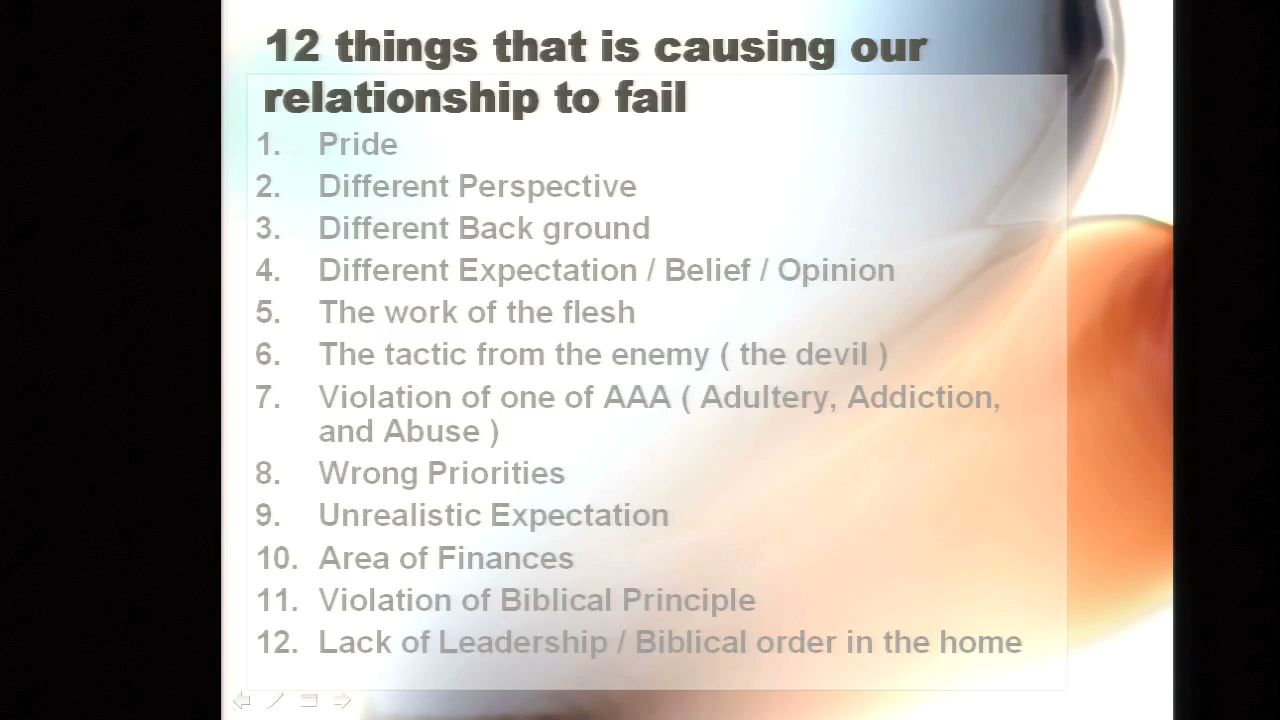 12 things that is causing our
relationship to fail
1. Pride
2. Different Perspective
3. Different Back ground
4. Different Expectation / Belief / Opinion
5. The work of the flesh
6. The tactic from the enemy ( the devil )
7. Violation of one of AAA ( Adultery, Addiction,
and Abuse )
8. Wrong Priorities
9. Unrealistic Expectation
10. Area of Finances
11. Violation of Biblical Principle
12. Lack of Leadership / Biblical order in the home